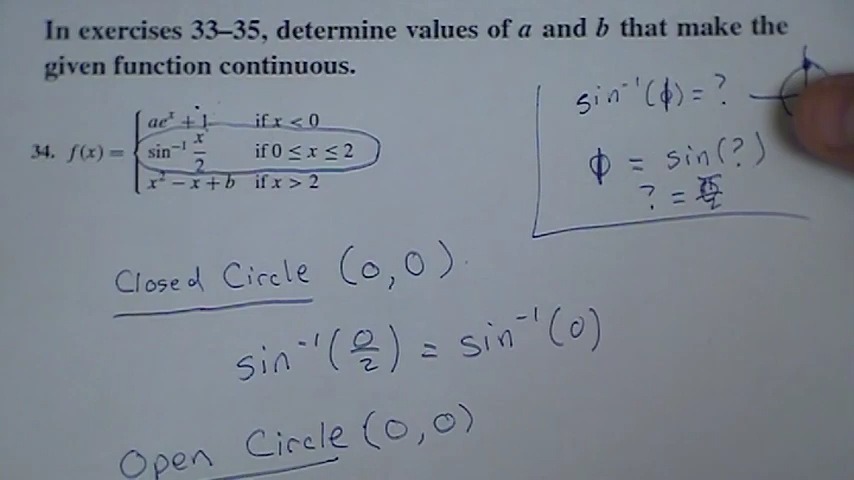 In exercises 33–35, determine values of a and b that make the
given function continuous.
34. f(x) = { ae^x + 1 if x < 0
sin⁻¹ x/2 if 0 ≤ x ≤ 2
x² − x + b if x > 2
sin⁻¹(0) = ?
0 = sin(?)
? =
Closed Circle (0,0).
sin⁻¹(0/2) = sin⁻¹(0)
Open Circle (0,0)